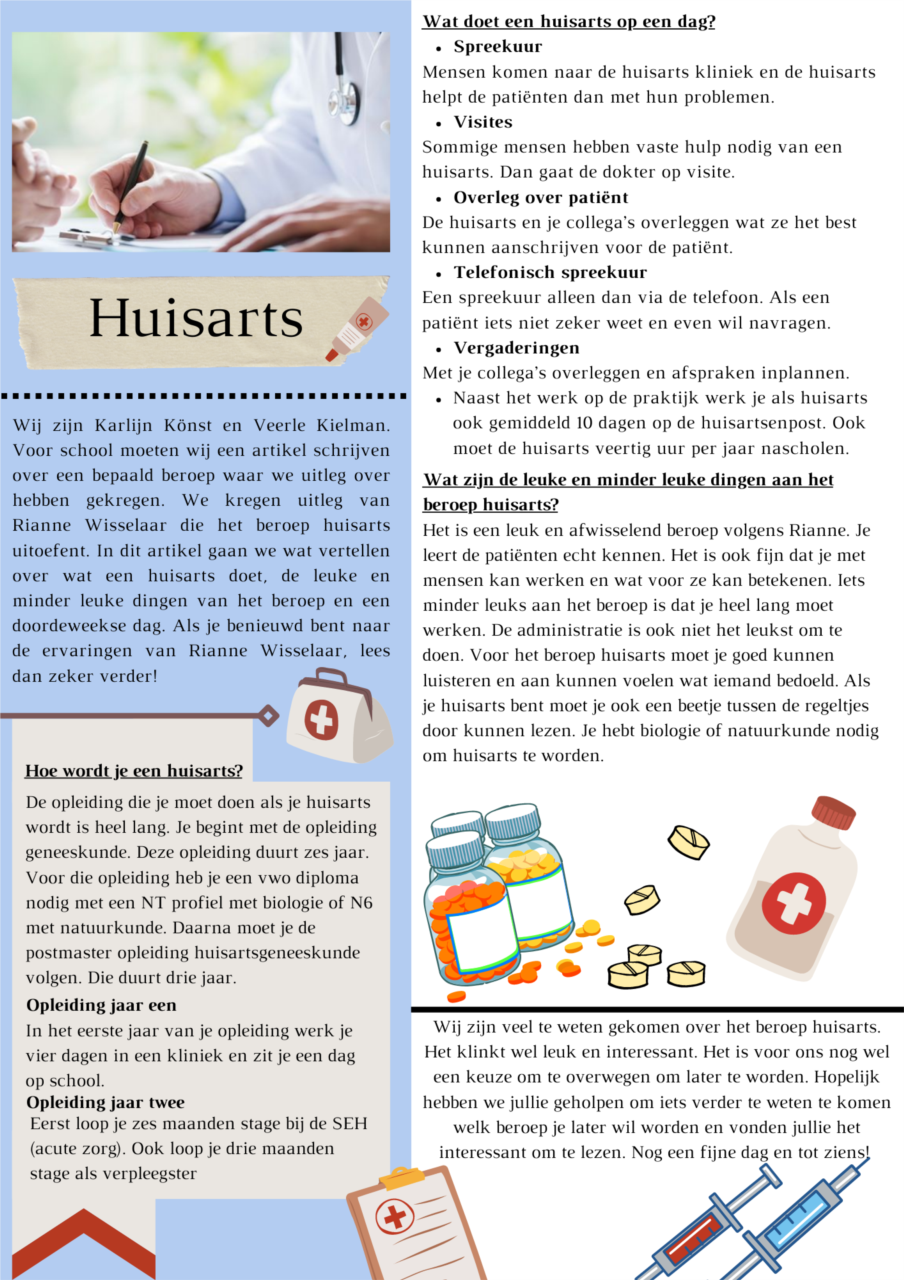 Huisarts
Wij zijn Karlijn Könst en Veerle Kielman.
Voor school moeten wij een artikel schrijven
over een bepaald beroep waar we uitleg over
hebben gekregen. We kregen uitleg van
Rianne Wisselaar die het beroep huisarts
uitoefent. In dit artikel gaan we wat vertellen
over wat een huisarts doet, de leuke en
minder leuke dingen van het beroep en een
doordeweekse dag. Als je benieuwd bent naar
de ervaringen van Rianne Wisselaar, lees
dan zeker verder!
Hoe wordt je een huisarts?
De opleiding die je moet doen als je huisarts
wordt is heel lang. Je begint met de opleiding
geneeskunde. Deze opleiding duurt zes jaar.
Voor die opleiding heb je een vwo diploma
nodig met een NT profiel met biologie of N6
met natuurkunde. Daarna moet je de
postmaster opleiding huisartsgeneeskunde
volgen. Die duurt drie jaar.
Opleiding jaar een
In het eerste jaar van je opleiding werk je
vier dagen in een kliniek en zit je een dag
op school.
Opleiding jaar twee
Eerst loop je zes maanden stage bij de SEH
(acute zorg). Ook loop je drie maanden
stage als verpleegster
Wat doet een huisarts op een dag?
• Spreekuur
Mensen komen naar de huisarts kliniek en de huisarts
helpt de patiënten dan met hun problemen.
• Visites
Sommige mensen hebben vaste hulp nodig van een
huisarts. Dan gaat de dokter op visite.
• Overleg over patiënt
De huisarts en je collega's overleggen wat ze het best
kunnen aanschrijven voor de patiënt.
• Telefonisch spreekuur
Een spreekuur alleen dan via de telefoon. Als een
patiënt iets niet zeker weet en even wil navragen.
• Vergaderingen
Met je collega's overleggen en afspraken inplannen.
• Naast het werk op de praktijk werk je als huisarts
ook gemiddeld 10 dagen op de huisartsenpost. Ook
moet de huisarts veertig uur per jaar nascholen.
Wat zijn de leuke en minder leuke dingen aan het
beroep huisarts?
Het is een leuk en afwisselend beroep volgens Rianne. Je
leert de patiënten echt kennen. Het is ook fijn dat je met
mensen kan werken en wat voor ze kan betekenen. Iets
minder leuks aan het beroep is dat je heel lang moet
werken. De administratie is ook niet het leukst om te
doen. Voor het beroep huisarts moet je goed kunnen
luisteren en aan kunnen voelen wat iemand bedoeld. Als
je huisarts bent moet je ook een beetje tussen de regeltjes
door kunnen lezen. Je hebt biologie of natuurkunde nodig
om huisarts te worden.
Wij zijn veel te weten gekomen over het beroep huisarts.
Het klinkt wel leuk en interessant. Het is voor ons nog wel
een keuze om te overwegen om later te worden. Hopelijk
hebben we jullie geholpen om iets verder te weten te komen
welk beroep je later wil worden en vonden jullie het
interessant om te lezen. Nog een fijne dag en tot ziens!